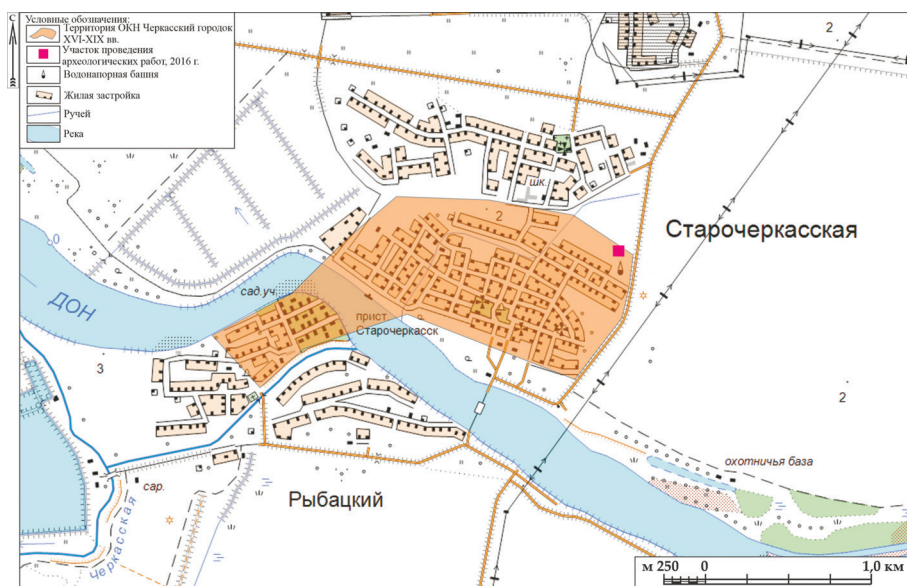 С
Условные обозначения:
Территория ОКН Черкасский городок
XVI-XIX вв.
Участок проведения
археологических работ, 2016 г.
Водонапорная башня
Жилая застройка
Ручей
Река
2
шк.
2
Старочеркасская
0
ДОН
сад.уч.
прист.
Старочеркасск
3
2
охотничья база
сар.
Рыбацкий
Черкасская
м 250 0 1,0 км